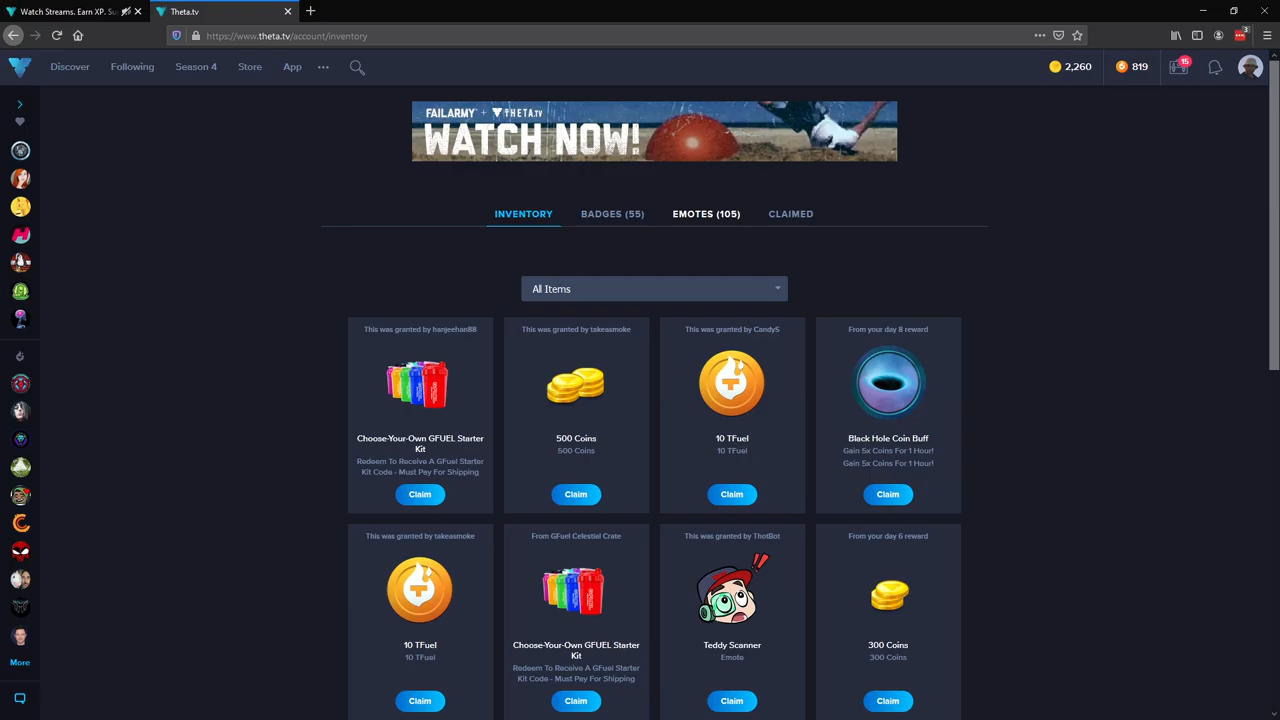 Watch Streams. Earn XP. Su
Theta.tv
https://www.theta.tv/account/inventory
3
Discover
Following
Season 4
Store
App
2,260
819
15
FAILARMY + THETA.TV
WATCH NOW!
INVENTORY
BADGES (55)
EMOTES (105)
CLAIMED
All Items
This was granted by hanjeehan88
This was granted by takeasmoke
This was granted by CandyS
From your day 8 reward
Choose-Your-Own GFUEL Starter
Kit
Redeem To Receive A GFuel Starter
Kit Code - Must Pay For Shipping
Claim
500 Coins
500 Coins
Claim
10 TFuel
10 TFuel
Claim
Black Hole Coin Buff
Gain 5x Coins For 1 Hour!
Gain 5x Coins For 1 Hour!
Claim
This was granted by takeasmoke
From GFuel Celestial Crate
This was granted by ThotBot
From your day 6 reward
10 TFuel
10 TFuel
Claim
Choose-Your-Own GFUEL Starter
Kit
Redeem To Receive A GFuel Starter
Kit Code - Must Pay For Shipping
Claim
Teddy Scanner
Emote
Claim
300 Coins
300 Coins
Claim
More